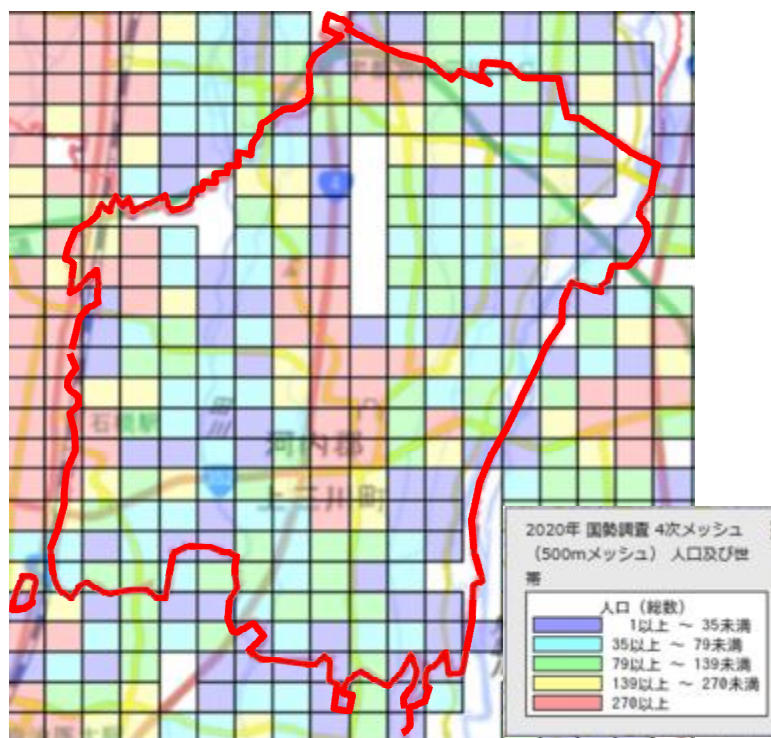 4
石橋駅
田
川
河内郡
上三川町
2020年 国勢調査 4次メッシュ
（500mメッシュ） 人口及び世
帯
人口（総数）
1以上 ～ 35未満
35以上 ～ 79未満
79以上 ～ 139未満
139以上 ～ 270未満
270以上